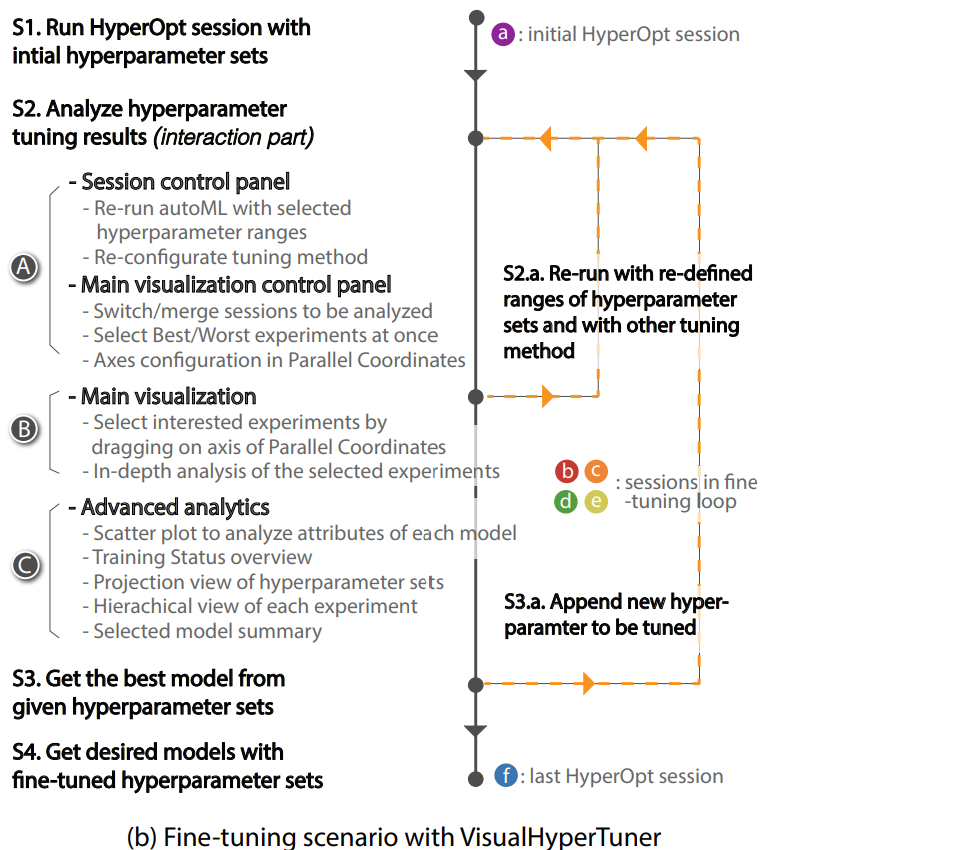 S1. Run HyperOpt session with
intial hyperparameter sets
a : initial HyperOpt session
S2. Analyze hyperparameter
tuning results (interaction part)
A
- Session control panel
- Re-run autoML with selected
hyperparameter ranges
- Re-configurate tuning method
- Main visualization control panel
- Switch/merge sessions to be analyzed
- Select Best/Worst experiments at once
- Axes configuration in Parallel Coordinates
S2.a. Re-run with re-defined
ranges of hyperparameter
sets and with other tuning
method
B
- Main visualization
- Select interested experiments by
dragging on axis of Parallel Coordinates
- In-depth analysis of the selected experiments
b c
d e
: sessions in fine
-tuning loop
C
- Advanced analytics
- Scatter plot to analyze attributes of each model
- Training Status overview
- Projection view of hyperparameter sets
- Hierachical view of each experiment
- Selected model summary
S3.a. Append new hyper-
paramter to be tuned
S3. Get the best model from
given hyperparameter sets
S4. Get desired models with
fine-tuned hyperparameter sets
f : last HyperOpt session
(b) Fine-tuning scenario with VisualHyperTuner